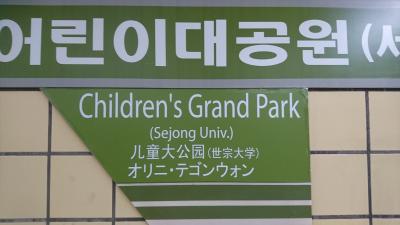 어린이대공원(세
Children's Grand Park
(Sejong Univ.)
儿童大公园(世宗大学)
オリニ・テゴンウォン